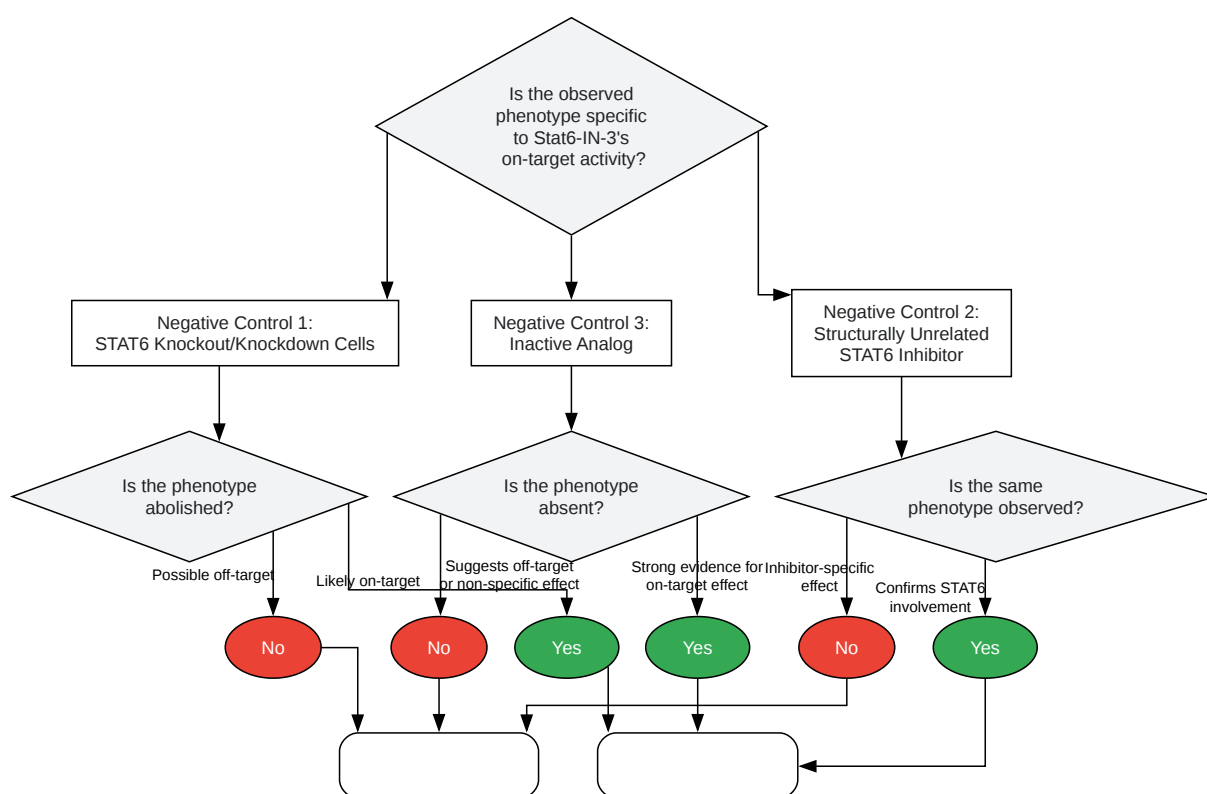 Is the observed
phenotype specific
to Stat6-IN-3's
on-target activity?
Negative Control 1:
STAT6 Knockout/Knockdown Cells
Negative Control 3:
Inactive Analog
Negative Control 2:
Structurally Unrelated
STAT6 Inhibitor
Is the phenotype
abolished?
Is the phenotype
absent?
Is the same
phenotype observed?
Possible off-target
Likely on-target
Suggests off-target
or non-specific effect
Strong evidence for
on-target effect
Inhibitor-specific
effect
Confirms STAT6
involvement
No
No
Yes
Yes
No
Yes